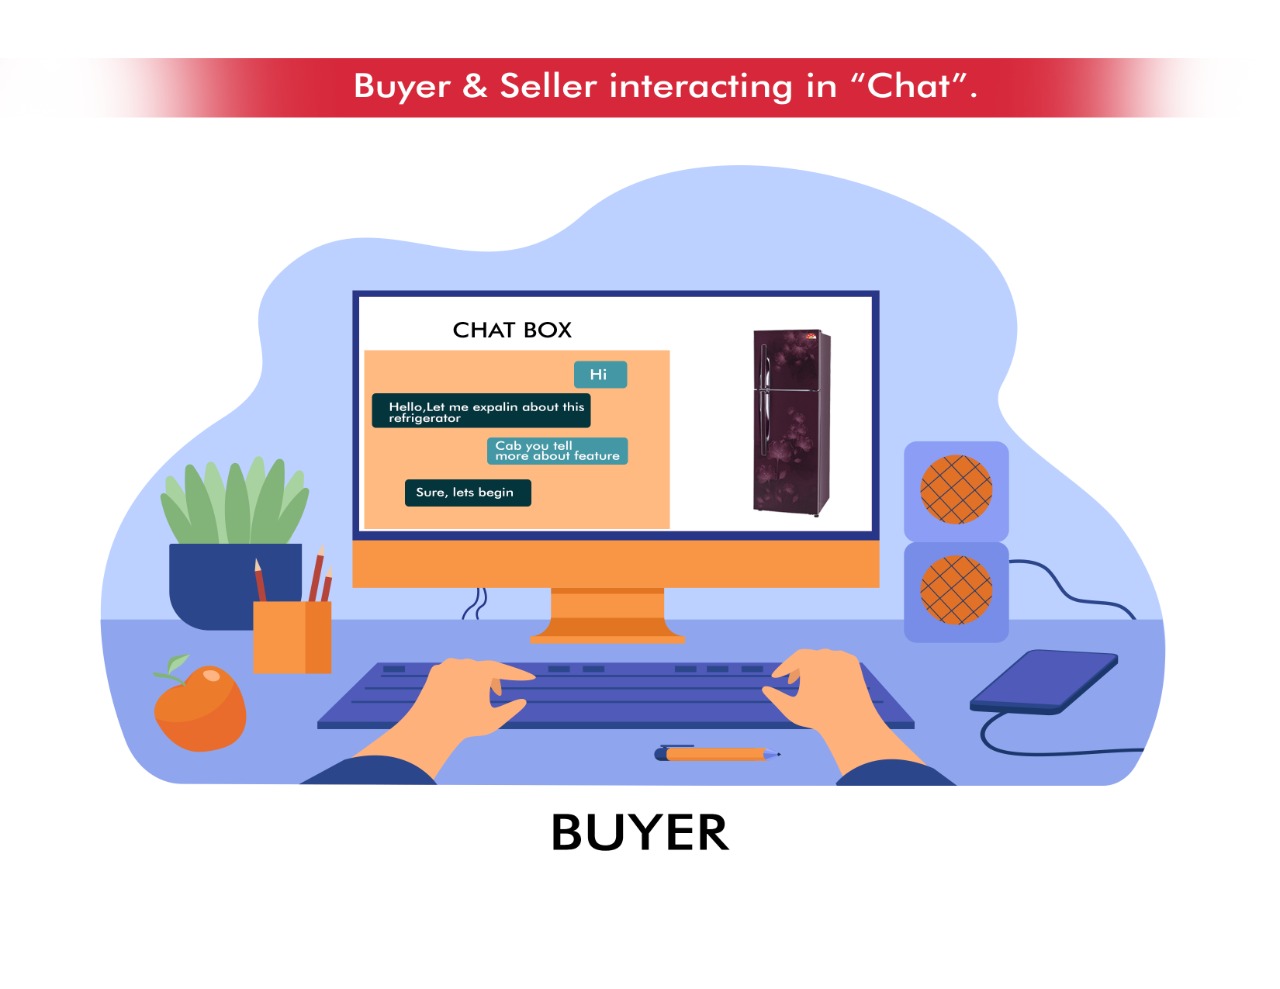 Buyer & Seller interacting in “Chat”.
CHAT BOX
Hi
Hello,Let me expalin about this
refrigerator
Cab you tell
more about feature
Sure, lets begin
BUYER